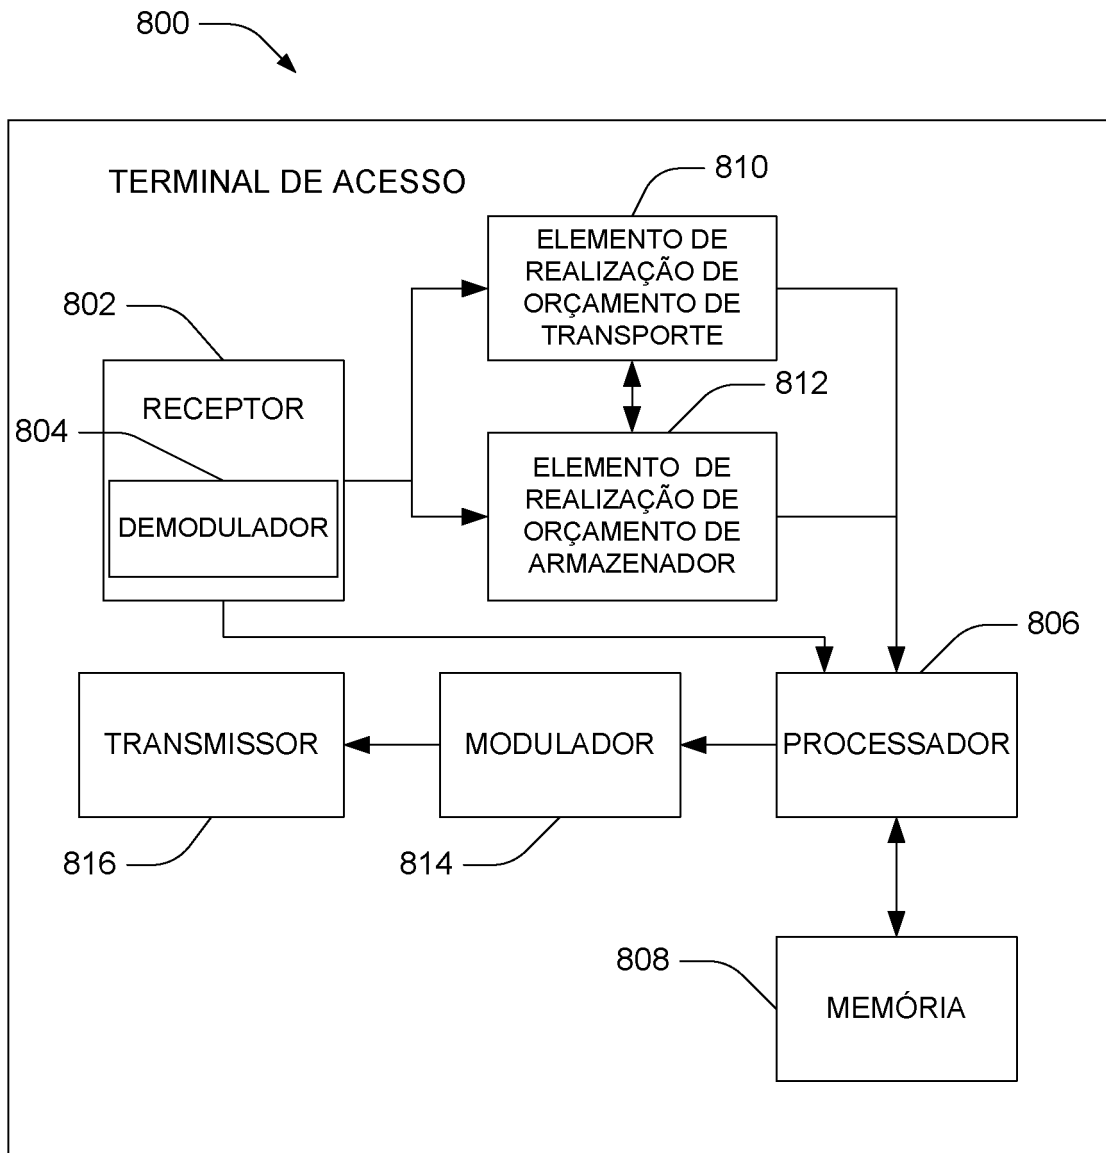 800
TERMINAL DE ACESSO
810
ELEMENTO DE
REALIZAÇÃO DE
ORÇAMENTO DE
TRANSPORTE
802
RECEPTOR
804
DEMODULADOR
812
ELEMENTO DE
REALIZAÇÃO DE
ORÇAMENTO DE
ARMAZENADOR
806
TRANSMISSOR
MODULADOR
PROCESSADOR
816
814
808
MEMÓRIA